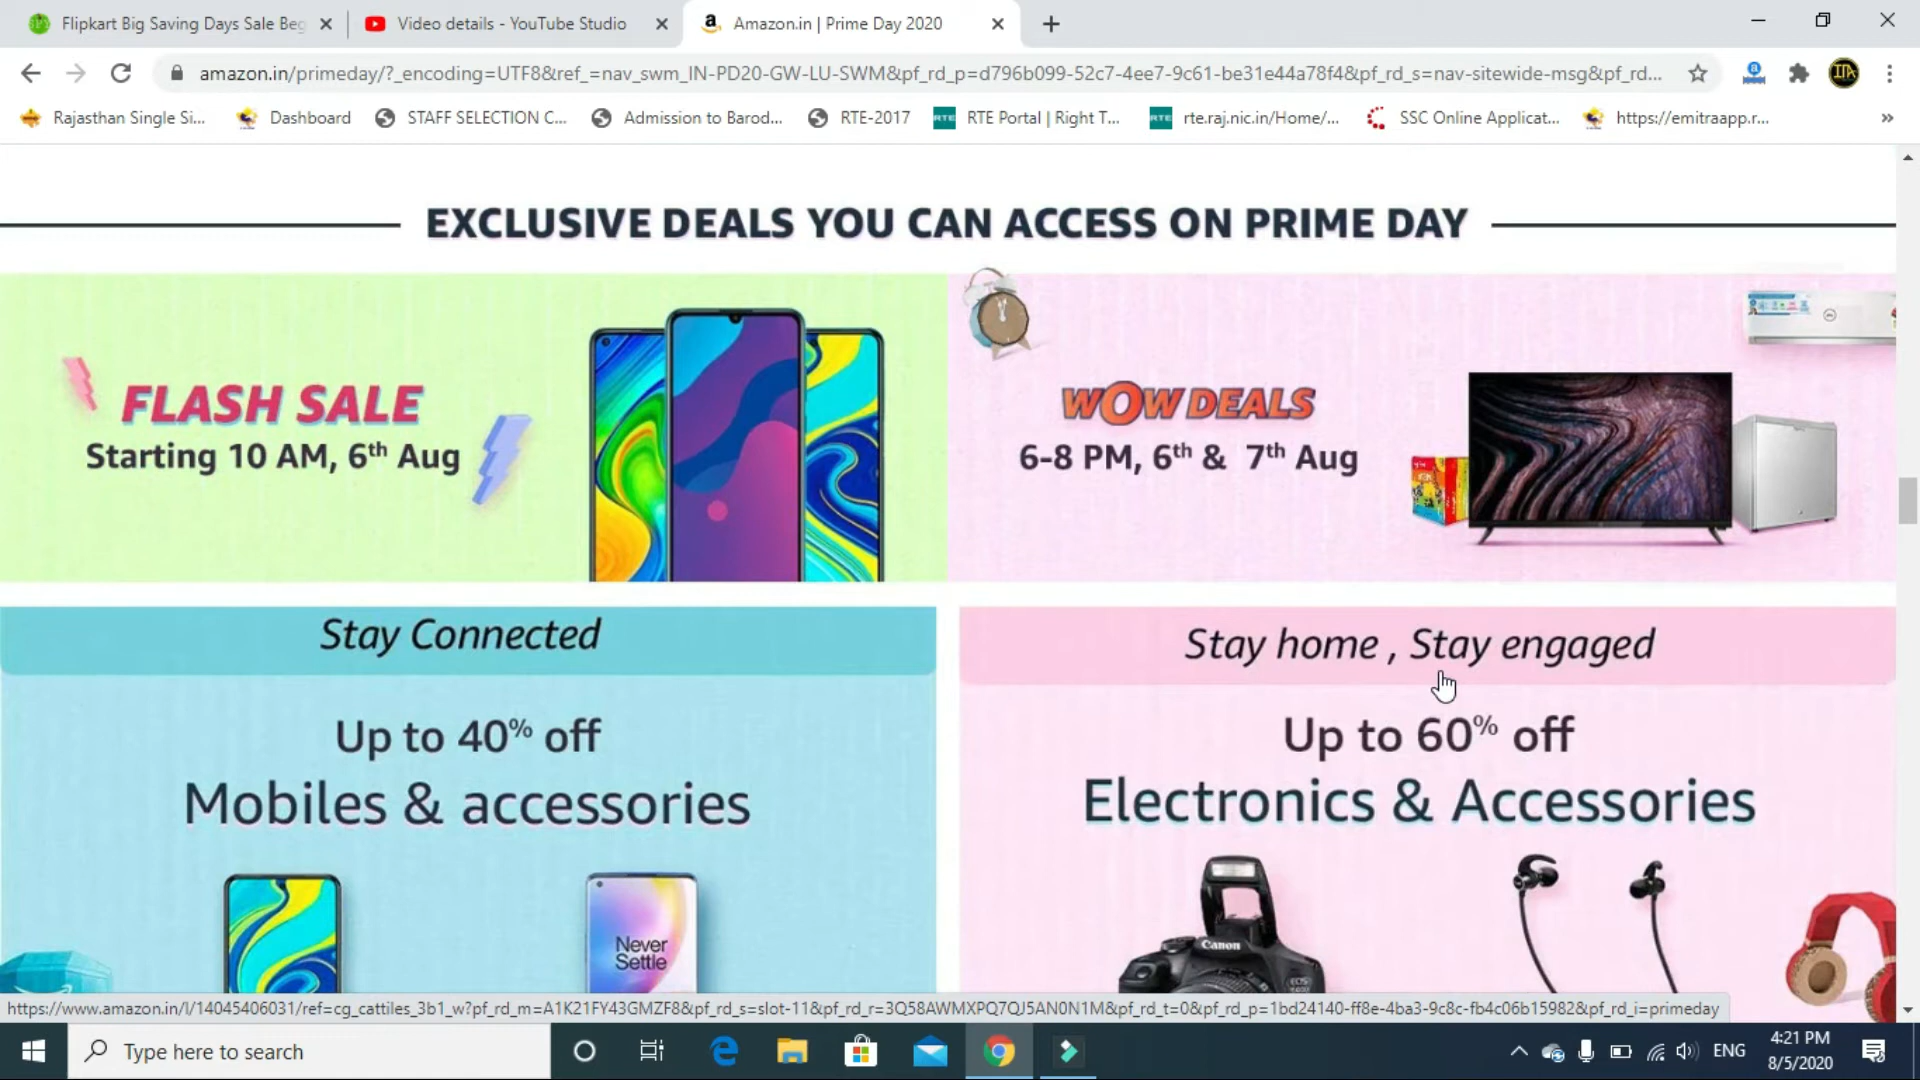 Flipkart Big Saving Days Sale Beg
Video details - YouTube Studio
Amazon.in | Prime Day 2020
amazon.in/primeday/?_encoding=UTF8&ref_=nav_swm_IN-PD20-GW-LU-SWM&pf_rd_p=d796b099-52c7-4ee7-9c61-be31e44a78f4&pf_rd_s=nav-sitewide-msg&pf_rd...
Rajasthan Single Si...
Dashboard
STAFF SELECTION C...
Admission to Barod...
RTE-2017
RTE
RTE Portal | Right T...
RTE
rte.raj.nic.in/Home/...
SSC Online Applicat...
https://emitraapp.r...
EXCLUSIVE DEALS YOU CAN ACCESS ON PRIME DAY
FLASH SALE
Starting 10 AM, 6th Aug
WOW DEALS
6-8 PM, 6th & 7th Aug
Stay Connected
Up to 40% off
Mobiles & accessories
Never
Settle
Stay home , Stay engaged
Up to 60% off
Electronics & Accessories
Canon
https://www.amazon.in/l/14045406031/ref=cg_cattiles_3b1_w?pf_rd_m=A1K21FY43GMZF8&pf_rd_s=slot-11&pf_rd_r=3Q58AWMXPQ7QJ5AN0N1M&pf_rd_t=0&pf_rd_p=1bd24140-ff8e-4ba3-9c8c-fb4c06b15982&pf_rd_i=primeday
Type here to search
ENG
4:21 PM
8/5/2020